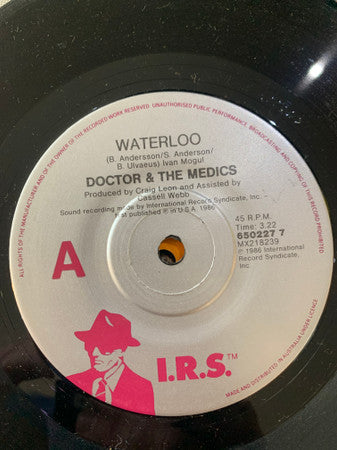 ALL RIGHTS OF THE MANUFACTURER AND OF THE OWNER OF THE RECORDED WORK RESERVED. UNAUTHORISED PUBLIC PERFORMANCE, BROADCASTING AND COPYING OF THIS RECORD PROHIBITED
WATERLOO
(B. Andersson/S. Anderson/
B. Ulvaeus) Ivan Mogul
DOCTOR & THE MEDICS
Produced by Craig Leon and Assisted by
Cassell Webb
Sound recording made by International Record Syndicate, Inc.
First published ℗ in U.S.A. 1986
45 R.P.M.
Time: 3.22
650227 7
MX218239
℗ 1986 International
Record Syndicate,
Inc.
A
I.R.S.™
MADE AND DISTRIBUTED IN AUSTRALIA UNDER LICENCE